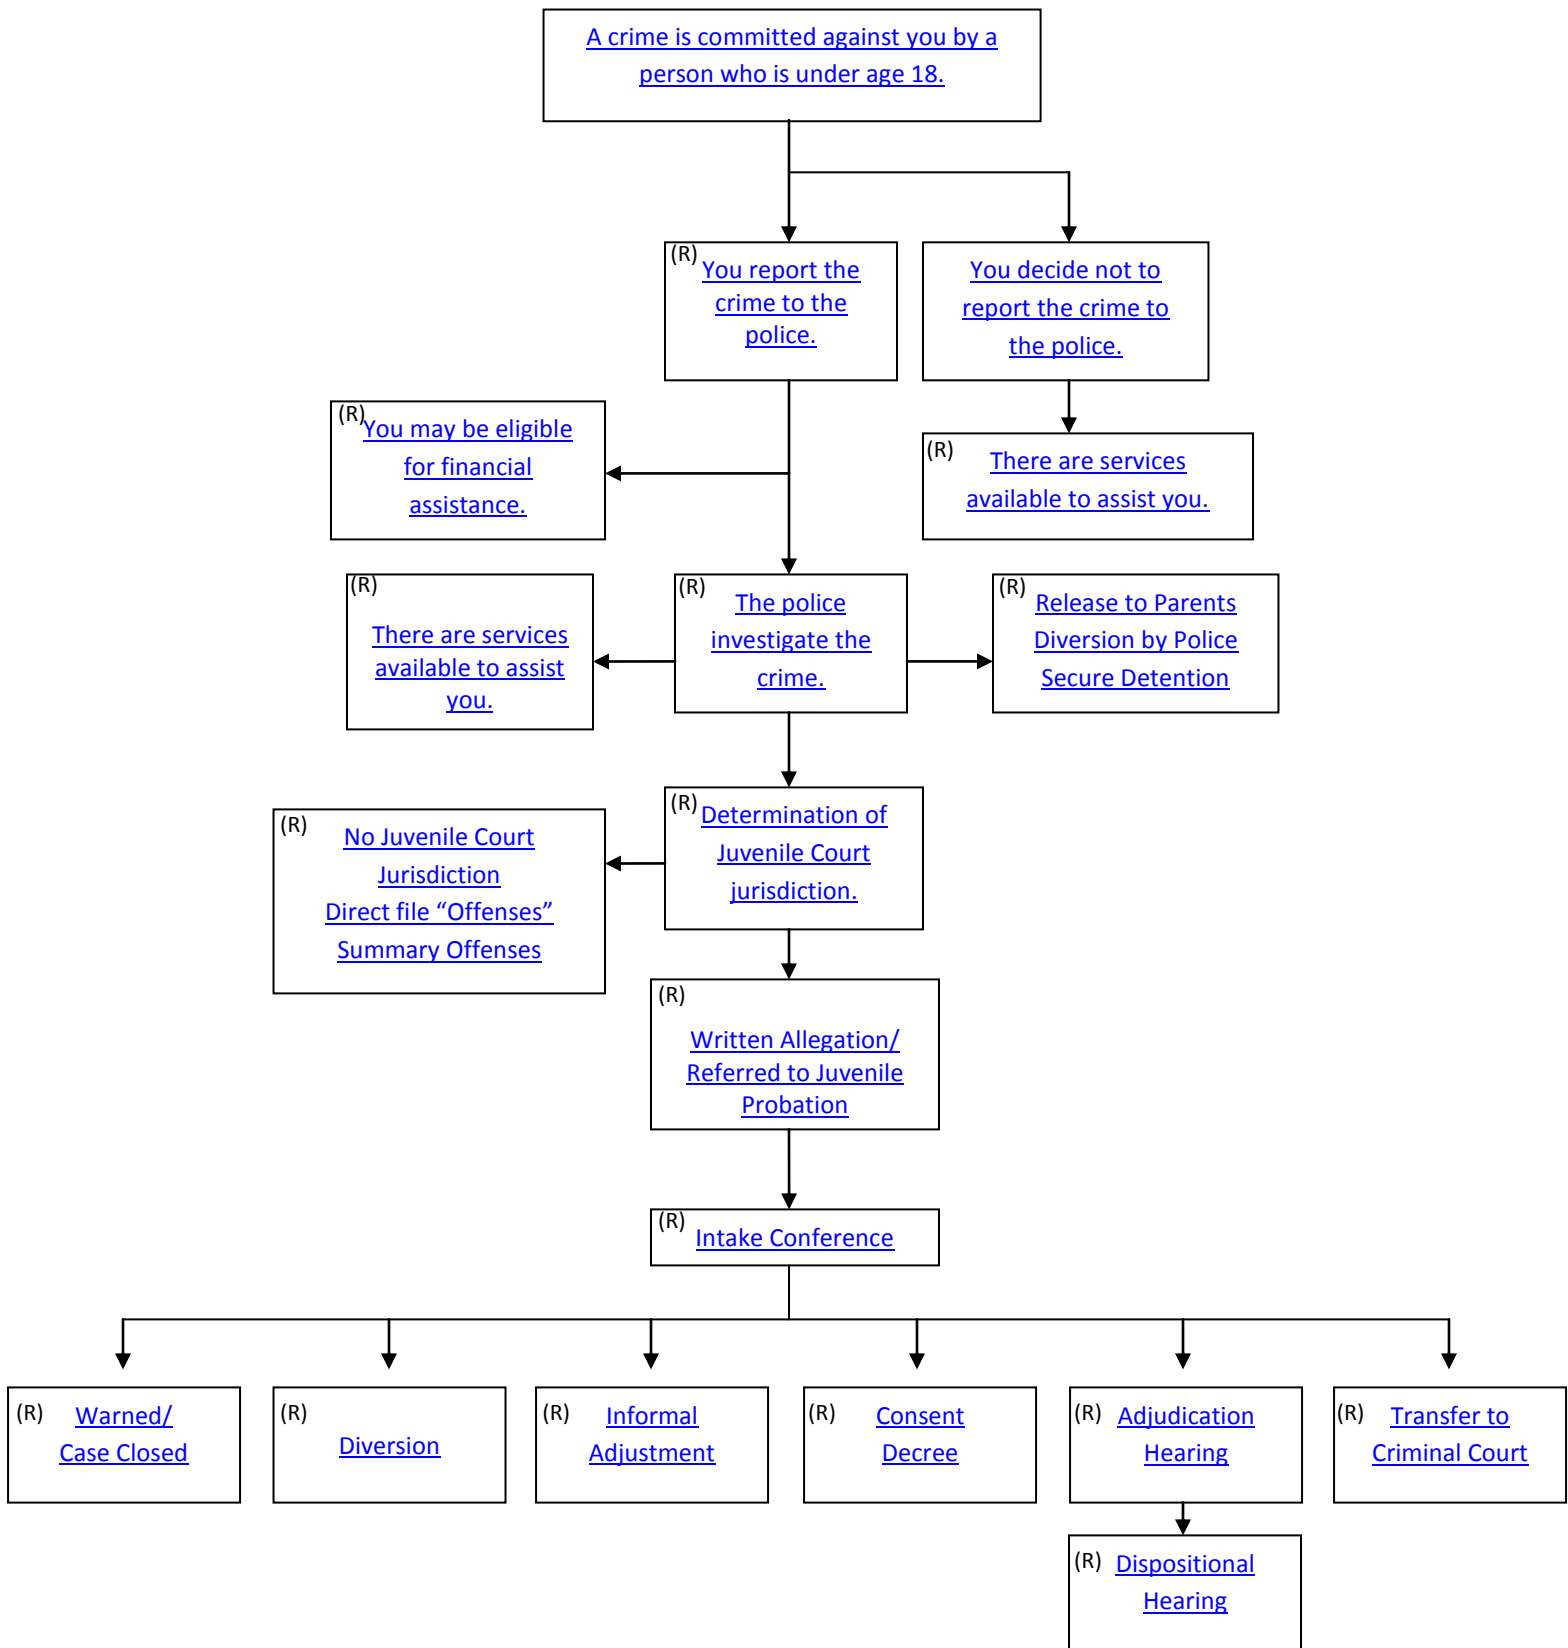 A crime is committed against you by a
person who is under age 18.
(R)
You report the
crime to the
police.
You decide not to
report the crime to
the police.
(R)
You may be eligible
for financial
assistance.
(R)
There are services
available to assist you.
(R)
There are services
available to assist
you.
(R)
The police
investigate the
crime.
(R)
Release to Parents
Diversion by Police
Secure Detention
(R)
Determination of
Juvenile Court
jurisdiction.
(R)
No Juvenile Court
Jurisdiction
Direct file “Offenses”
Summary Offenses
(R)
Written Allegation/
Referred to Juvenile
Probation
(R)
Intake Conference
(R)
Warned/
Case Closed
(R)
Diversion
(R)
Informal
Adjustment
(R)
Consent
Decree
(R)
Adjudication
Hearing
(R)
Transfer to
Criminal Court
(R)
Dispositional
Hearing